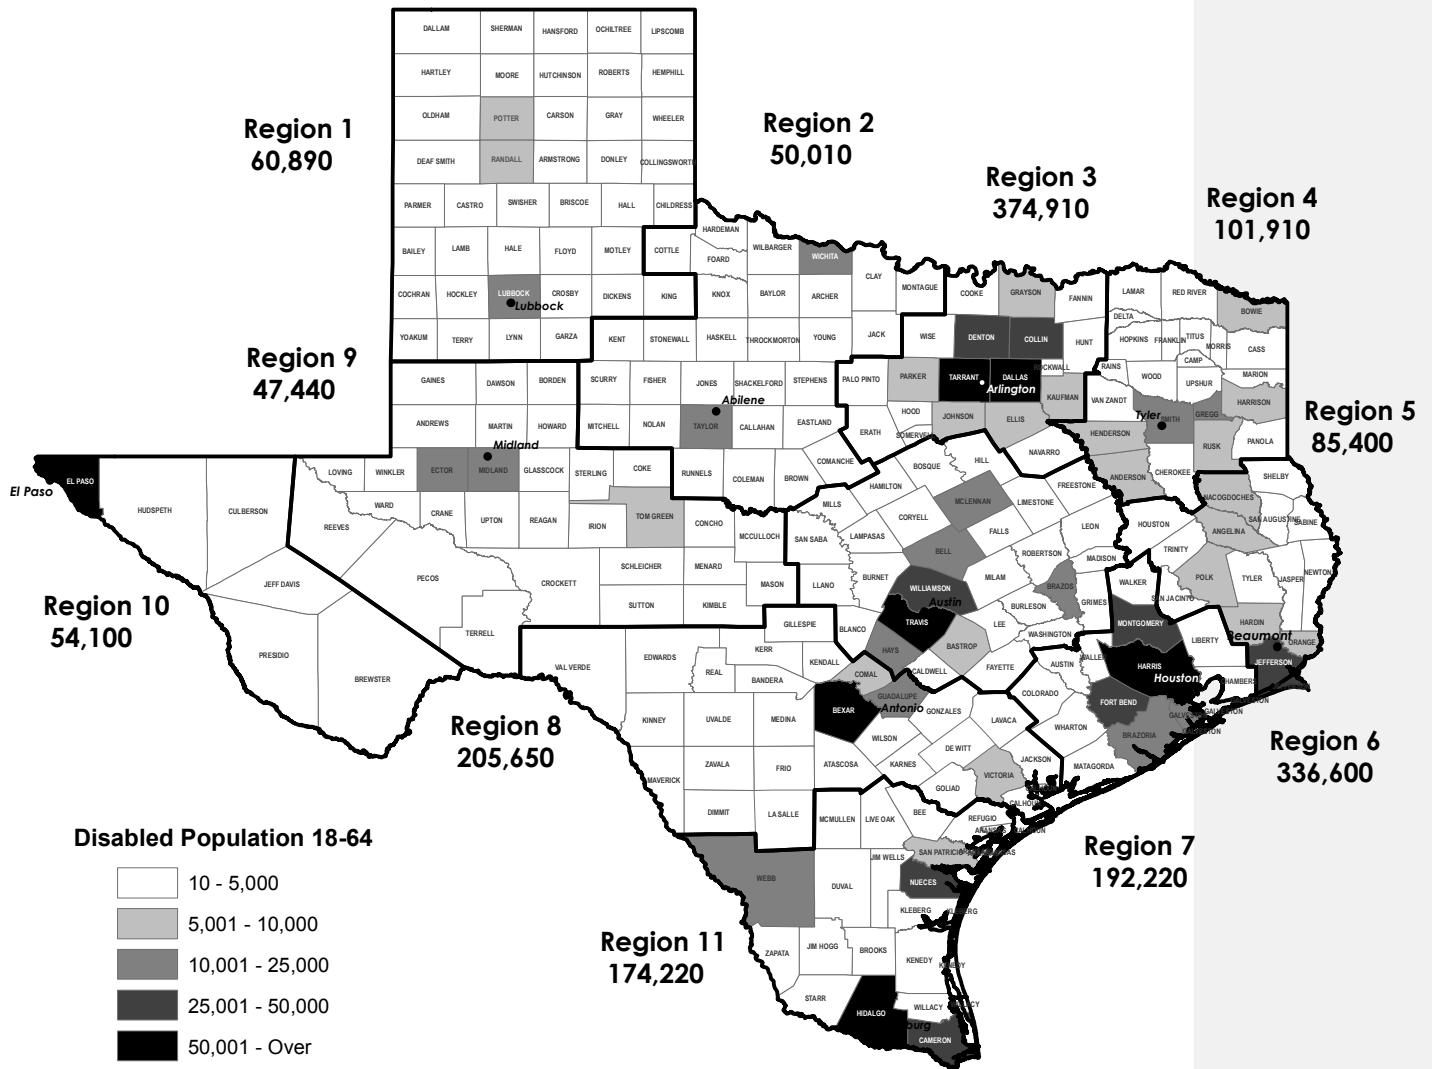 DALLAM SHERMAN HANSFORD OCHILTREE LIPSCOMB
HARTLEY MOORE HUTCHINSON ROBERTS HEMPHILL
OLDHAM POTTER CARSON GRAY WHEELER
Region 1
60,890
Region 2
50,010
DEAF SMITH RANDALL ARMSTRONG DONLEY COLLINGSWORTH
Region 3
374,910
Region 4
101,910
PARMER CASTRO SWISHER BRISCOE HALL CHILDRESS
BAILEY LAMB HALE FLOYD MOTLEY COTTLE HARDEMAN FOARD WILBARGER WICHITA CLAY MONTAGUE COOKE GRAYSON FANNIN LAMAR RED RIVER BOWIE
COCHRAN HOCKLEY LUBBOCK CROSBY DICKENS KING KNOX BAYLOR ARCHER
Lubbock
YOAKUM TERRY LYNN GARZA KENT STONEWALL HASKELL THROCKMORTON YOUNG JACK WISE DENTON COLLIN HUNT DELTA HOPKINS FRANKLIN TITUS MORRIS CASS
Region 9
47,440
GAINES DAWSON BORDEN SCURRY FISHER JONES SHACKELFORD STEPHENS PALO PINTO PARKER TARRANT DALLAS ROCKWALL RAINS WOOD CAMP UPSHUR MARION
Arlington
Abilene
ANDREWS MARTIN HOWARD MITCHELL NOLAN TAYLOR CALLAHAN EASTLAND ERATH HOOD SOMERVELL JOHNSON ELLIS KAUFMAN VAN ZANDT SMITH GREGG HARRISON
Tyler
Midland
Region 5
85,400
EL PASO HUDSPETH CULBERSON LOVING WINKLER ECTOR MIDLAND GLASSCOCK STERLING COKE RUNNELS COLEMAN BROWN COMANCHE BOSQUE HILL NAVARRO HENDERSON ANDERSON CHEROKEE RUSK PANOLA SHELBY
El Paso
REEVES WARD CRANE UPTON REAGAN IRION TOM GREEN CONCHO MCCULLOCH SAN SABA MILLS HAMILTON CORYELL MCLENNAN LIMESTONE FREESTONE LEON HOUSTON NACOGDOCHES SAN AUGUSTINE SABINE ANGELINA
LAMPASAS BELL FALLS ROBERTSON MADISON TRINITY
JEFF DAVIS PECOS CROCKETT SCHLEICHER MENARD MASON LLANO BURNET WILLIAMSON MILAM BRAZOS GRIMES WALKER SAN JACINTO POLK TYLER JASPER NEWTON
Region 10
54,100
SUTTON KIMBLE
Austin
PRESIDIO BREWSTER TERRELL VAL VERDE EDWARDS GILLESPIE KERR REAL BANDERA KENDALL BLANCO TRAVIS HAYS BASTROP LEE BURLESON WASHINGTON MONTGOMERY LIBERTY HARDIN ORANGE
Beaumont
COMAL CALDWELL FAYETTE AUSTIN WALLER HARRIS CHAMBERS JEFFERSON
Houston
KINNEY UVALDE MEDINA BEXAR GUADALUPE GONZALES LAVACA COLORADO FORT BEND
Antonio
Region 8
205,650
WILSON DE WITT WHARTON BRAZORIA
Region 6
336,600
MAVERICK ZAVALA FRIO ATASCOSA KARNES GOLIAD VICTORIA JACKSON MATAGORDA
CALHOUN
DIMMIT LA SALLE MCMULLEN LIVE OAK BEE REFUGIO
Region 7
192,220
WEBB DUVAL JIM WELLS SAN PATRICIO NUECES
KLEBERG KLEBERG
Region 11
174,220
ZAPATA JIM HOGG BROOKS KENEDY KENEDY
STARR HIDALGO WILLACY
burg
CAMERON
Disabled Population 18-64
10 - 5,000
5,001 - 10,000
10,001 - 25,000
25,001 - 50,000
50,001 - Over